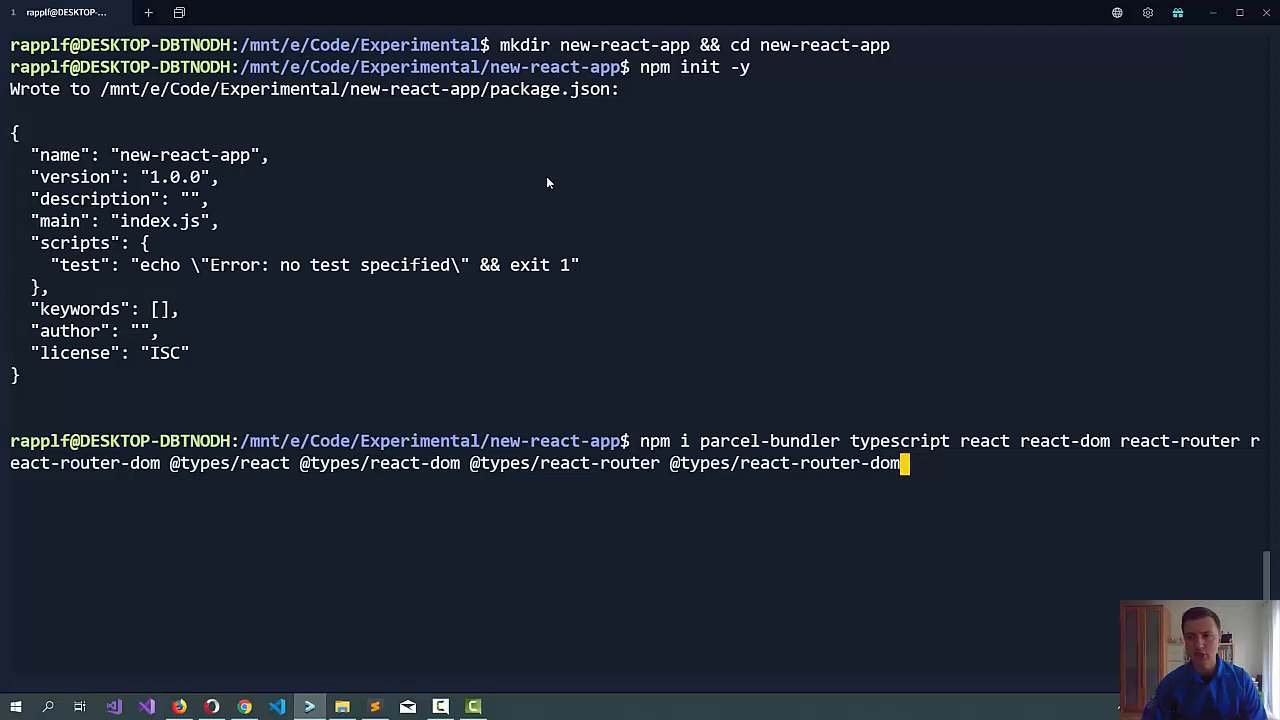 1 rapplf@DESKTOP-DB...
rapplf@DESKTOP-DBTNODH:/mnt/e/Code/Experimental$ mkdir new-react-app && cd new-react-app
rapplf@DESKTOP-DBTNODH:/mnt/e/Code/Experimental/new-react-app$ npm init -y
Wrote to /mnt/e/Code/Experimental/new-react-app/package.json:
{
"name": "new-react-app",
"version": "1.0.0",
"description": "",
"main": "index.js",
"scripts": {
"test": "echo \"Error: no test specified\" && exit 1"
},
"keywords": [],
"author": "",
"license": "ISC"
}
rapplf@DESKTOP-DBTNODH:/mnt/e/Code/Experimental/new-react-app$ npm i parcel-bundler typescript react react-dom react-router r
eact-router-dom @types/react @types/react-dom @types/react-router @types/react-router-dom